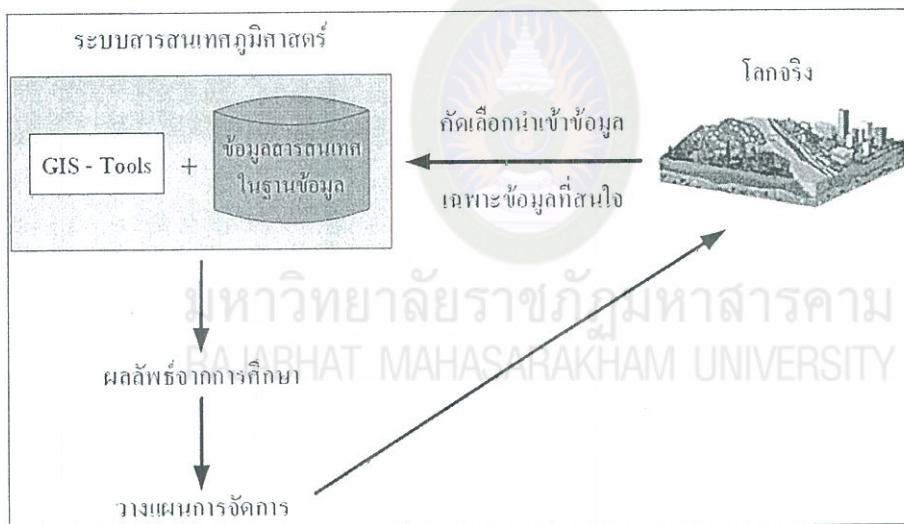 ระบบสารสนเทศภูมิศาสตร์
โลกจริง
GIS - Tools
+
ข้อมูลสารสนเทศ
ในฐานข้อมูล
คัดเลือกนำเข้าข้อมูล
เฉพาะข้อมูลที่สนใจ
มหาวิทยาลัยราชภัฏมหาสารคาม
RAJABHAT MAHASARAKHAM UNIVERSITY
ผลลัพธ์จากการศึกษา
วางแผนการจัดการ